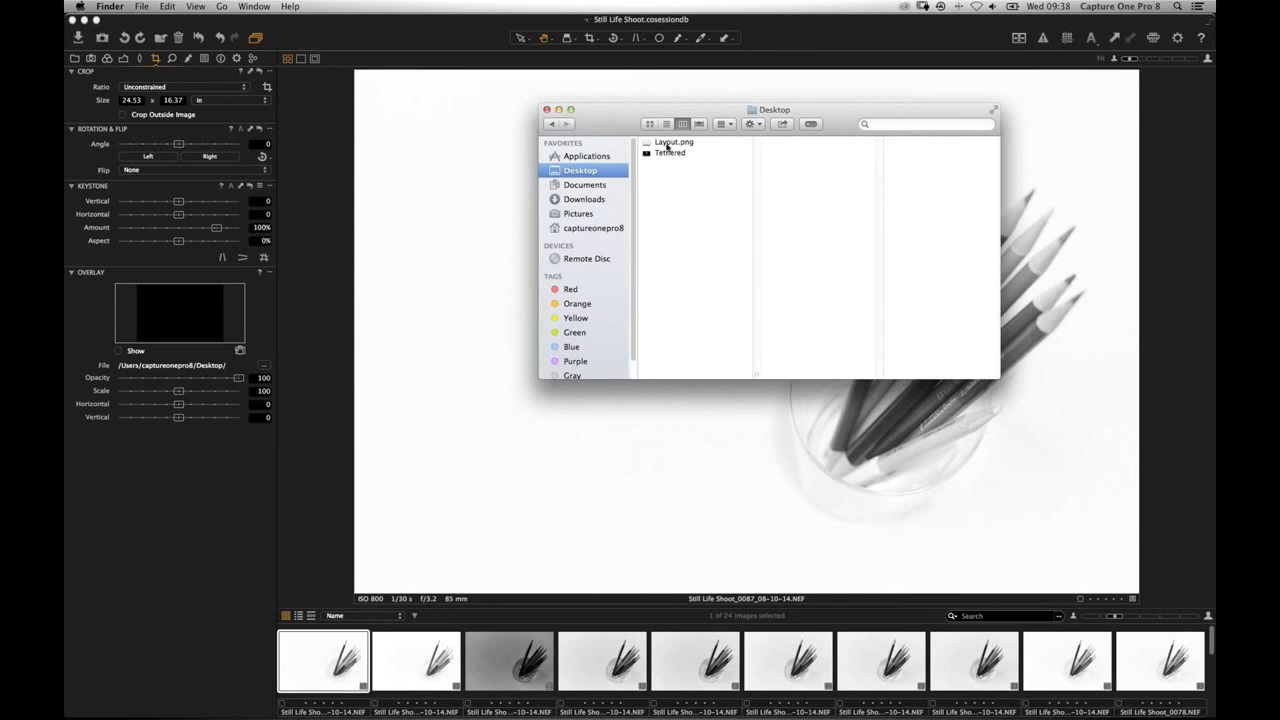 Finder File Edit View Go Window Help
Wed 09:38 Capture One Pro 8
Still Life Shoot.cosessiondb
Fit
CROP
Ratio Unconstrained
Size 24.53 x 16.37 in
Crop Outside Image
ROTATION & FLIP
Angle 0
Left Right
Flip None
KEYSTONE
Vertical 0
Horizontal 0
Amount 100%
Aspect 0%
OVERLAY
Show
File /Users/captureonepro8/Desktop/
Opacity 100
Scale 100
Horizontal 0
Vertical 0
Desktop
FAVORITES
Applications
Desktop
Documents
Downloads
Pictures
captureonepro8
DEVICES
Remote Disc
TAGS
Red
Orange
Yellow
Green
Blue
Purple
Gray
Layout.png
Tethered
ISO 800 1/30 s f/3.2 85 mm
Still Life Shoot_0087_08-10-14.NEF
Name
1 of 24 images selected
Search
Still Life Sho...-10-14.NEF
Still Life Sho...-10-14.NEF
Still Life Sho...-10-14.NEF
Still Life Sho...-10-14.NEF
Still Life Sho...-10-14.NEF
Still Life Sho...-10-14.NEF
Still Life Sho...-10-14.NEF
Still Life Sho...-10-14.NEF
Still Life Sho...-10-14.NEF
Still Life Shoot_0078.NEF